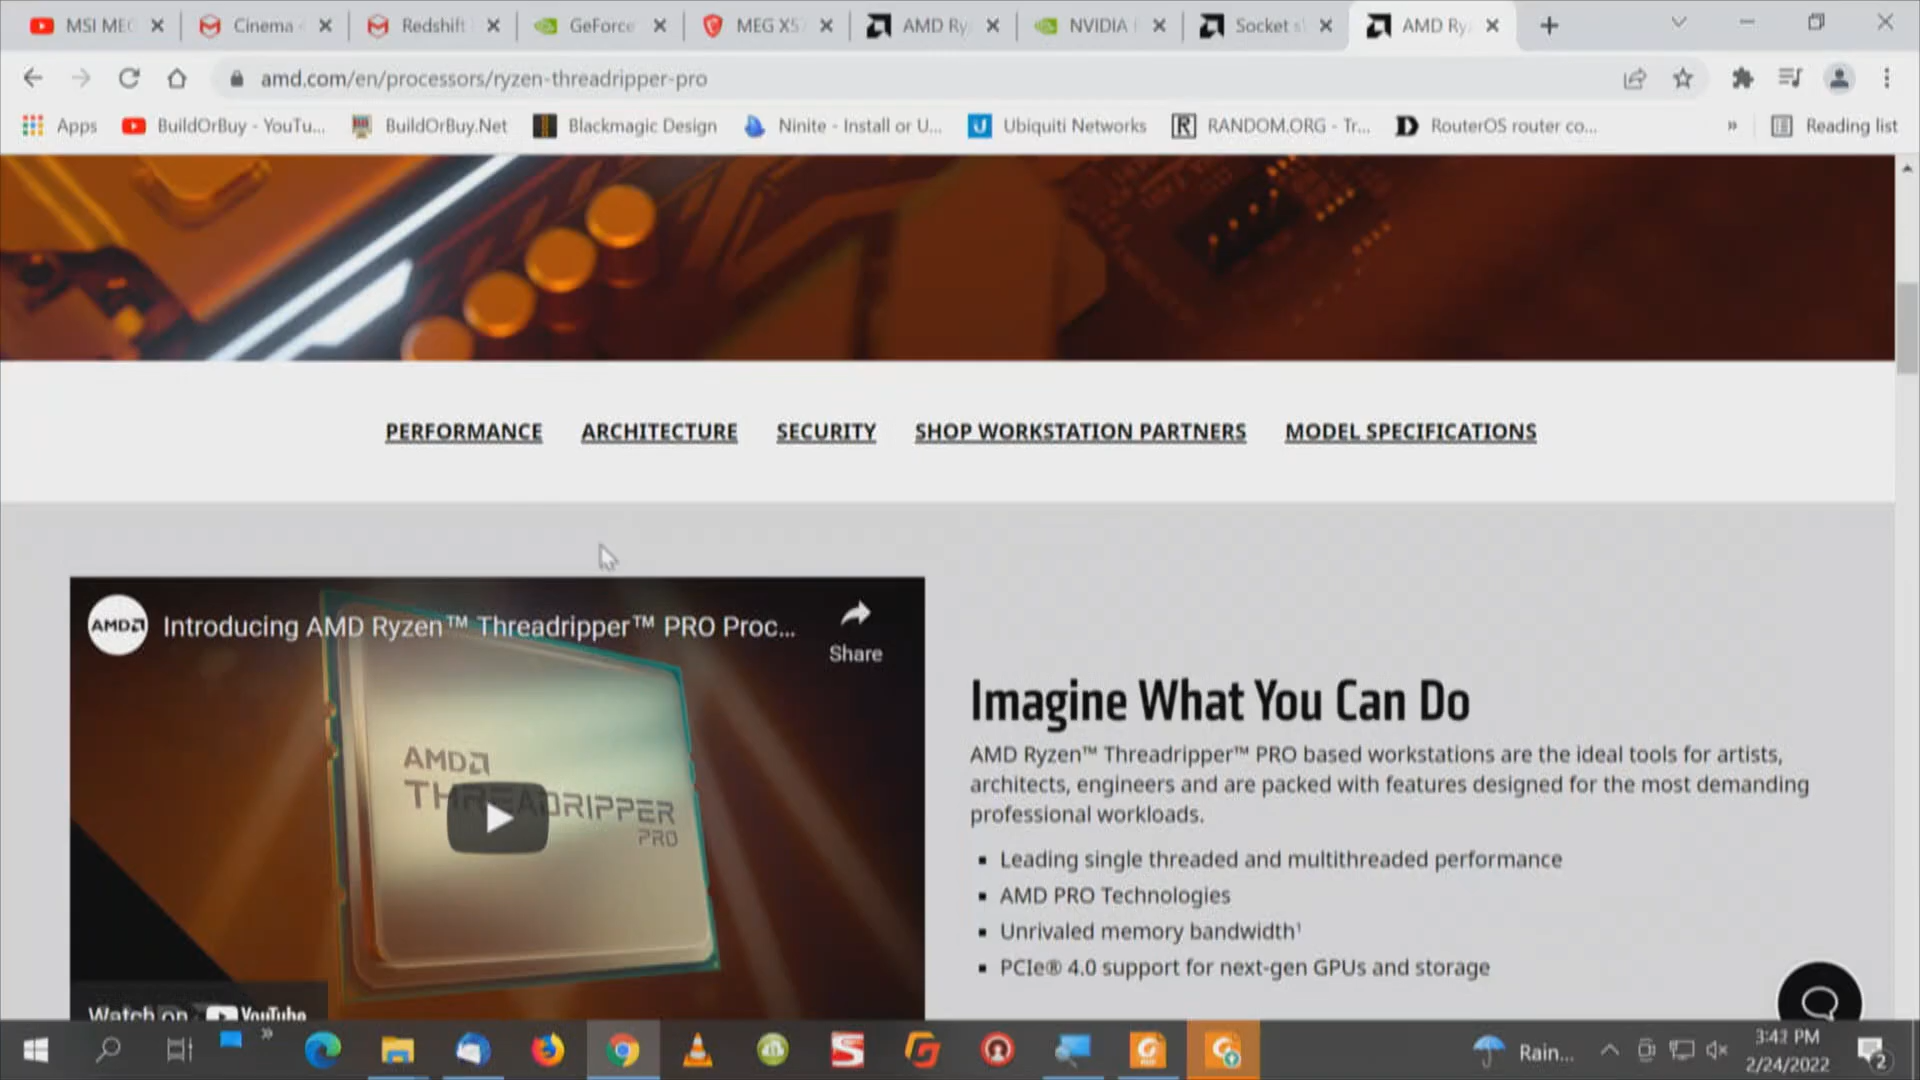 MSI MEG
Cinema
Redshift
GeForce
MEG X57
AMD Ry
NVIDIA
Socket s
AMD Ry
amd.com/en/processors/ryzen-threadripper-pro
Apps
BuildOrBuy - YouTu...
BuildOrBuy.Net
Blackmagic Design
Ninite - Install or U...
Ubiquiti Networks
RANDOM.ORG - Tr...
RouterOS router co...
»
Reading list
PERFORMANCE
ARCHITECTURE
SECURITY
SHOP WORKSTATION PARTNERS
MODEL SPECIFICATIONS
AMD
Introducing AMD Ryzen™ Threadripper™ PRO Proc...
Share
AMD
THREADRIPPER
PRO
Watch on YouTube
Imagine What You Can Do
AMD Ryzen™ Threadripper™ PRO based workstations are the ideal tools for artists,
architects, engineers and are packed with features designed for the most demanding
professional workloads.
Leading single threaded and multithreaded performance
AMD PRO Technologies
Unrivaled memory bandwidth¹
PCIe® 4.0 support for next-gen GPUs and storage
Rain...
3:42 PM
2/24/2022
2